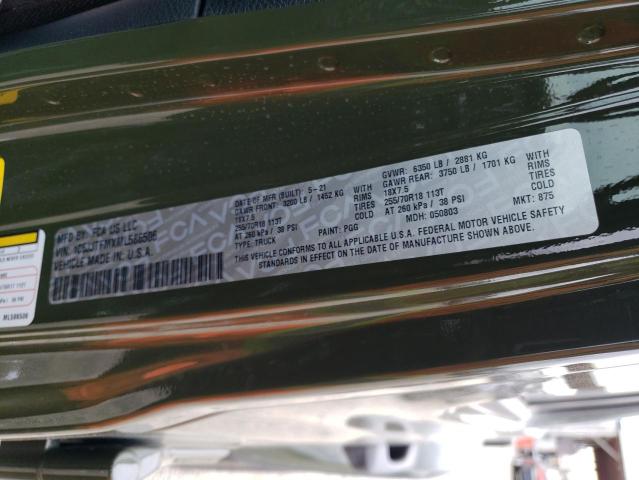 MFD BY: FCA US LLC
DATE OF MFR (BUILT): 5-21
GVWR: 6350 LB / 2881 KG
GAWR FRONT: 3200 LB / 1452 KG
WITH
GAWR REAR: 3750 LB / 1701 KG
WITH
18X7.5
RIMS
18X7.5
RIMS
255/70R18 113T
TIRES
255/70R18 113T
TIRES
AT 260 kPa / 38 PSI
COLD
AT 260 kPa / 38 PSI
COLD
TYPE: TRUCK
PAINT: PGG
MDH: 050803
MKT: 875
VEHICLE MADE IN U.S.A.
THIS VEHICLE CONFORMS TO ALL APPLICABLE U.S.A. FEDERAL MOTOR VEHICLE SAFETY
STANDARDS IN EFFECT ON THE DATE OF MANUFACTURE SHOWN ABOVE.